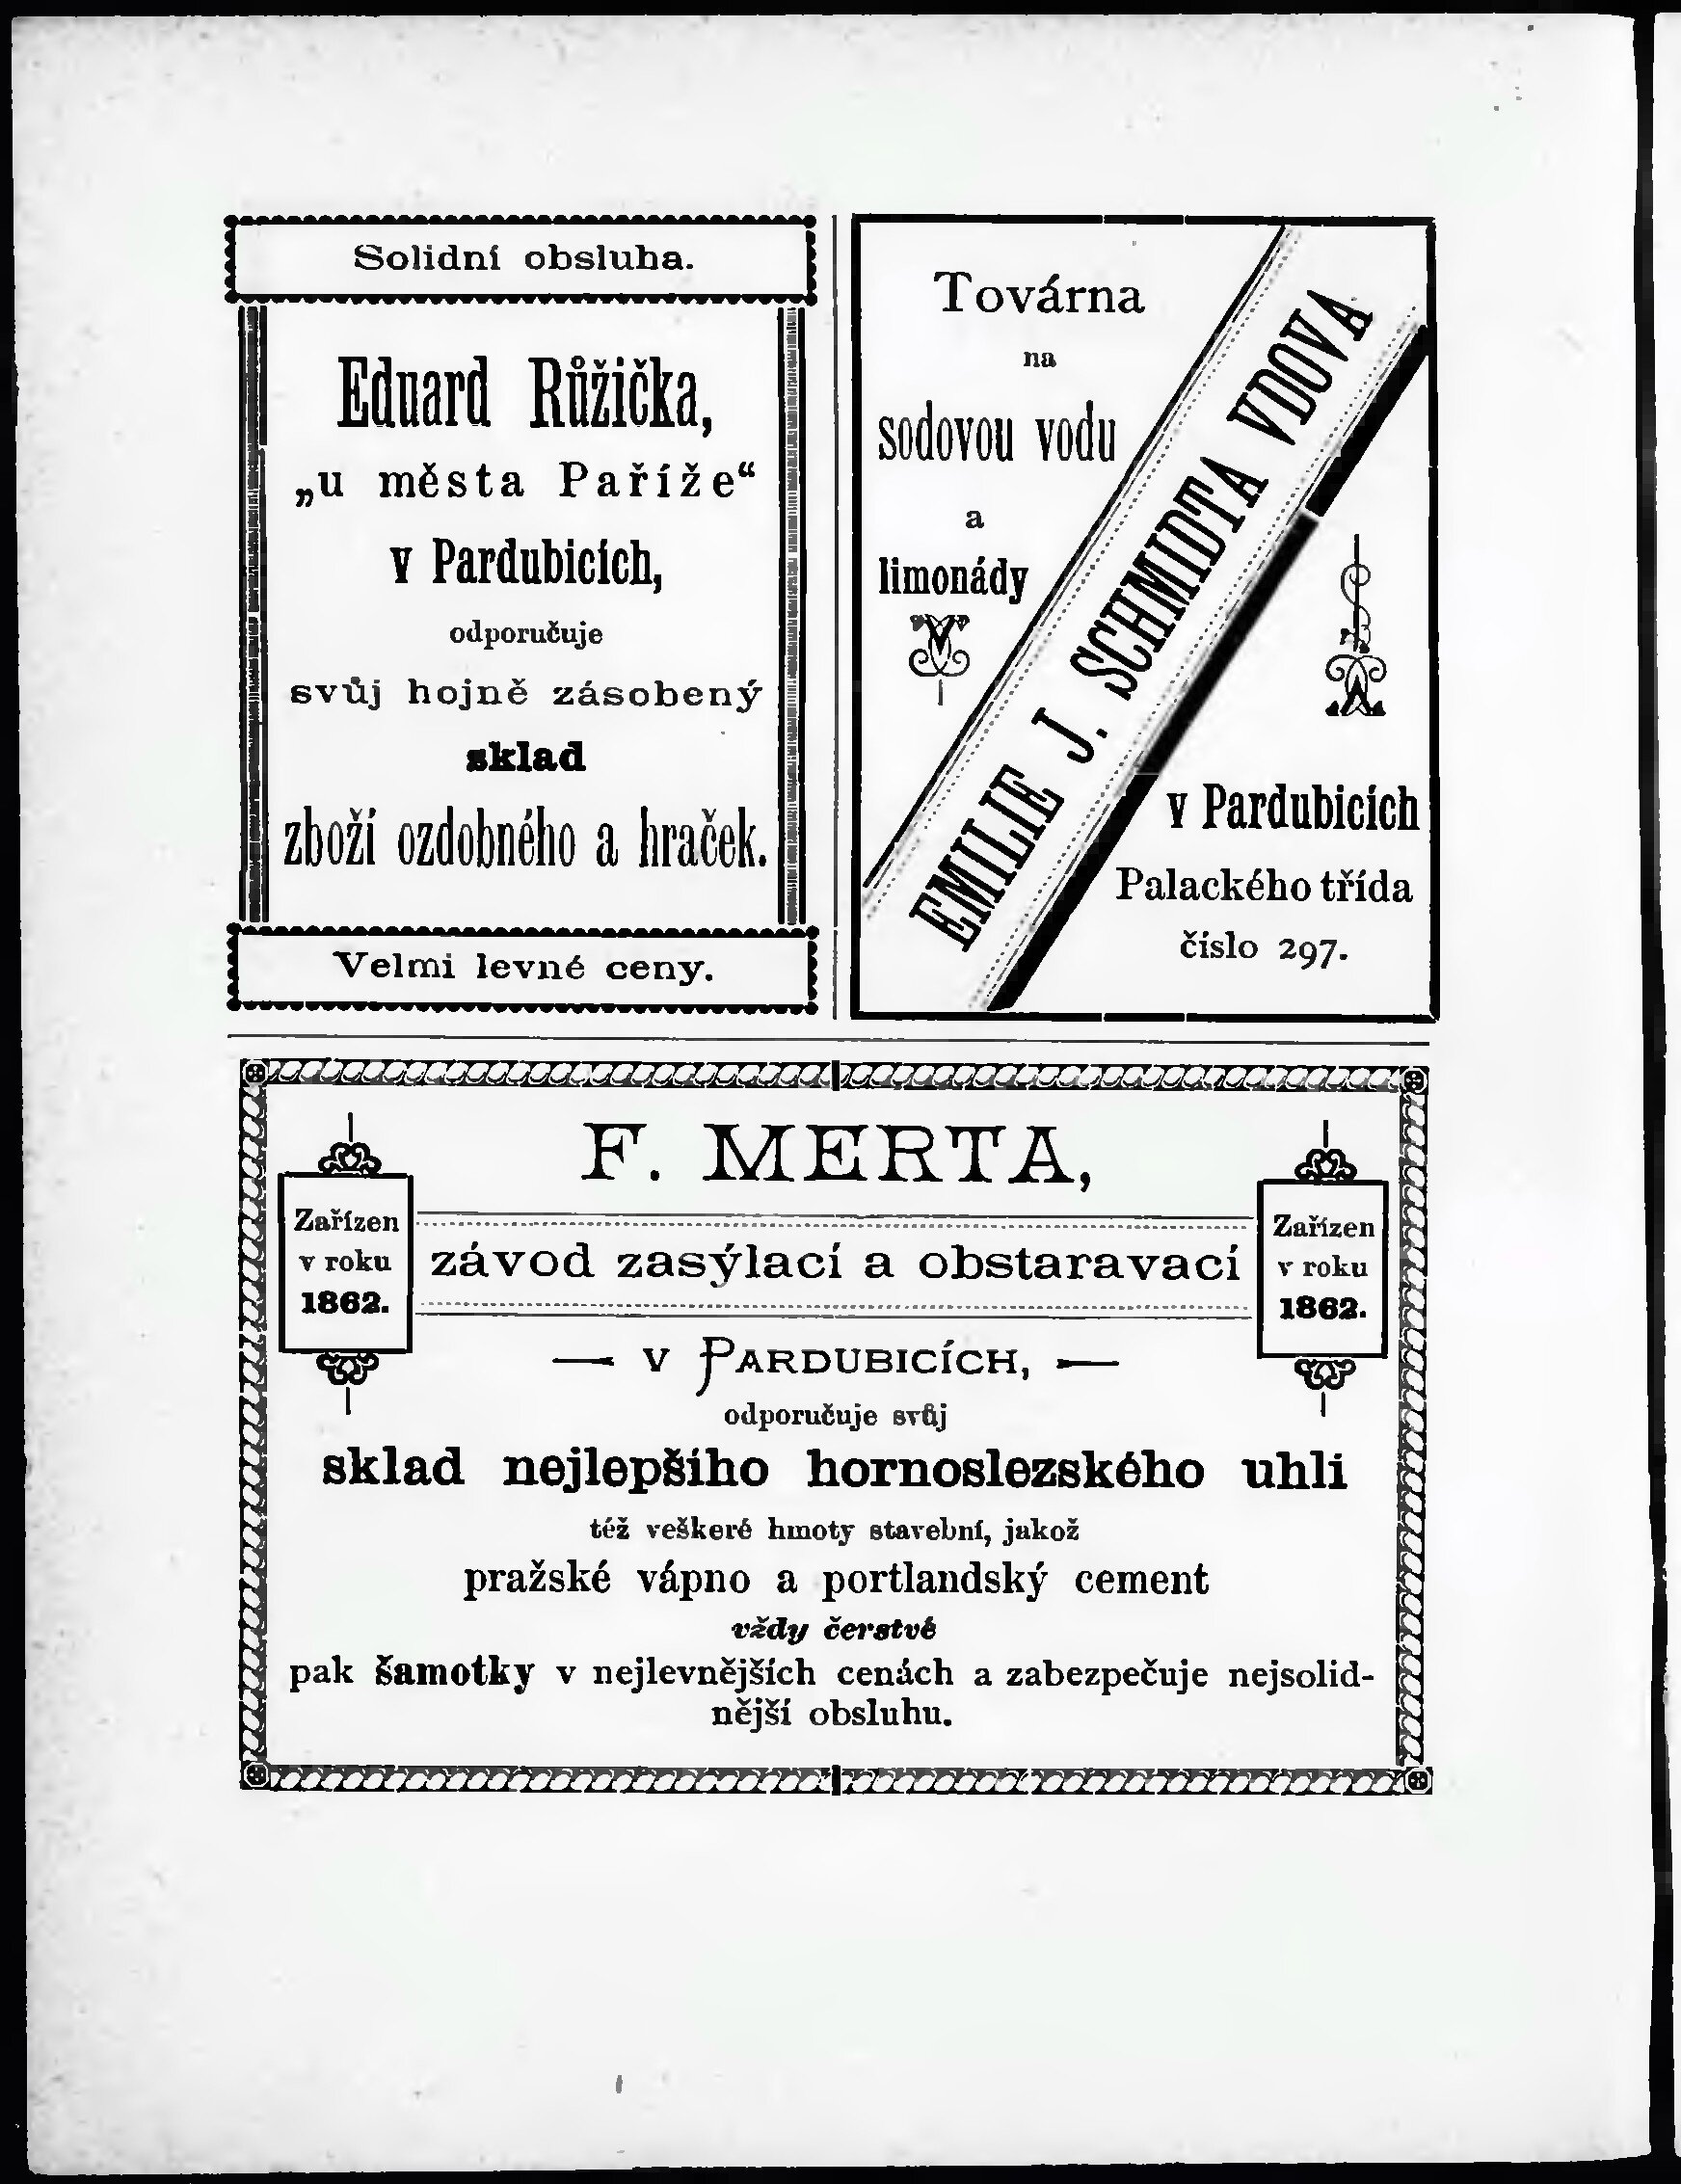 Solidní obsluha.
Eduard Růžička,
„u města Paříže“
v Pardubicích,
odporučuje
svůj hojně zásobený
sklad
zboží ozdobného a hraček.
Velmi levné ceny.
Továrna
na
sodovou vodu
a
limonády
EMILIE J. SCHMIDTA VDOVA
v Pardubicích
Palackého třída
číslo 297.
F. MERTA,
Zařízen
v roku
1862.
závod zasýlací a obstaravací
Zařízen
v roku
1862.
— v Pardubicích, —
odporučuje svůj
sklad nejlepšího hornoslezského uhlí
též veškeré hmoty stavební, jakož
pražské vápno a portlandský cement
vždy čerstvé
pak šamotky v nejlevnějších cenách a zabezpečuje nejsolid-
nější obsluhu.